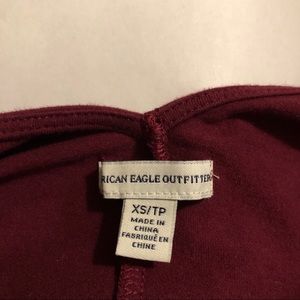 RICAN EAGLE OUTFITTERS
XS/TP
MADE IN
CHINA
FABRIQUÉ EN
CHINE